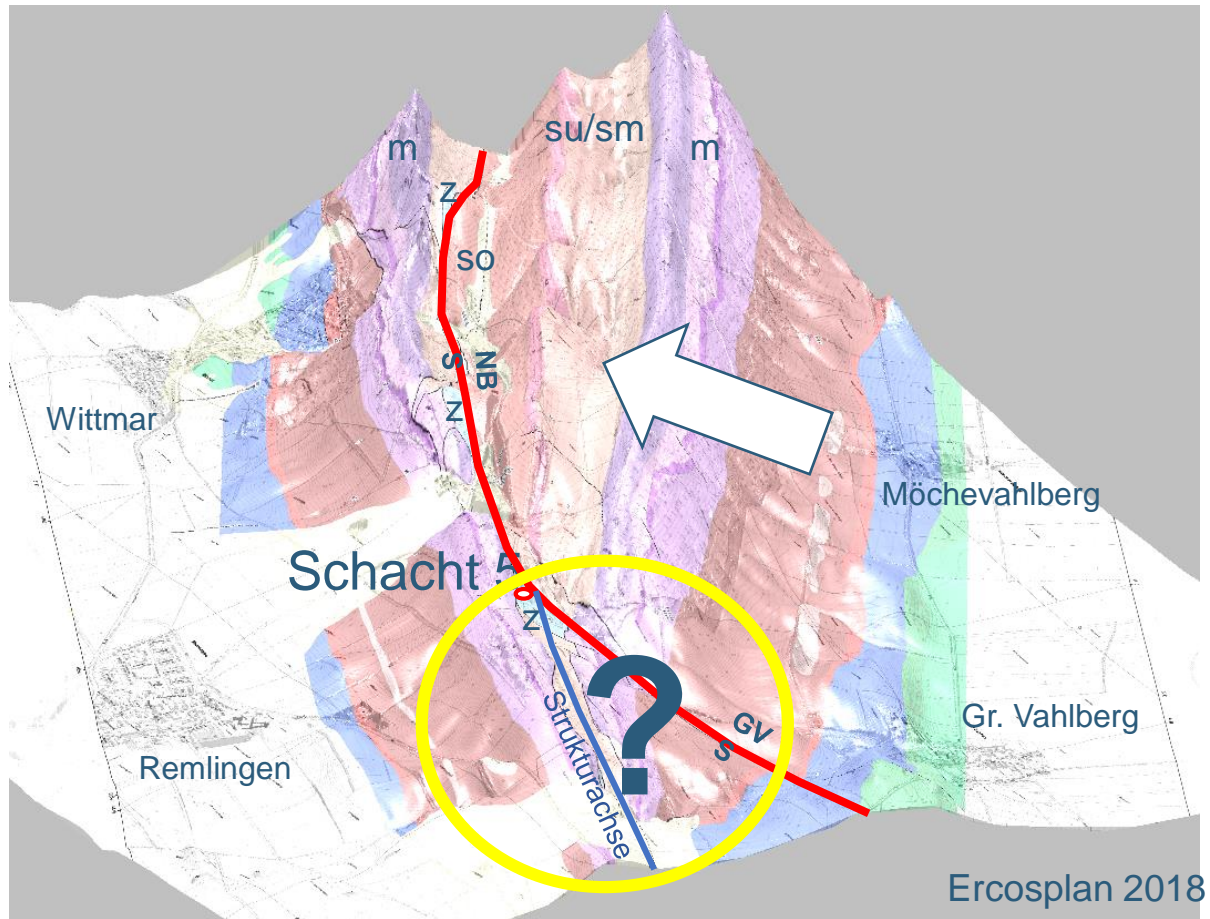 su/sm
m
m
z
so
S
NB
z
Wittmar
Möchevahlberg
Schacht 5
z
?
GV
S
Strukturachse
Gr. Vahlberg
Remlingen
Ercosplan 2018